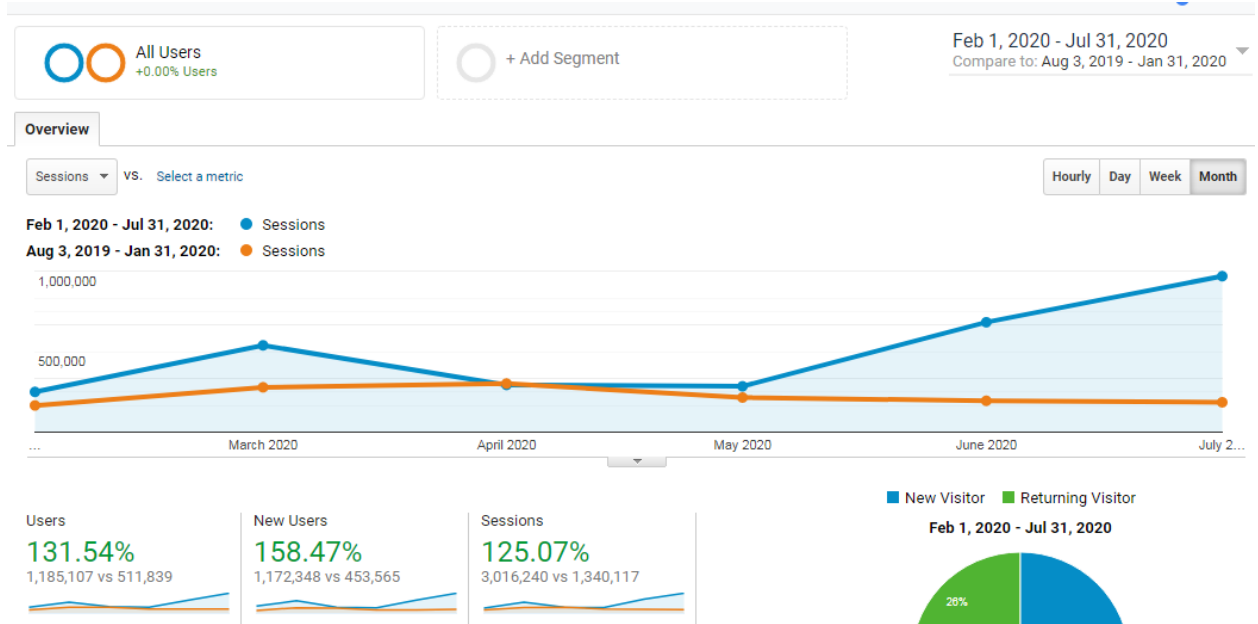 All Users
+0.00% Users
+ Add Segment
Feb 1, 2020 - Jul 31, 2020
Compare to: Aug 3, 2019 - Jan 31, 2020
Overview
Sessions VS. Select a metric
Hourly Day Week Month
Feb 1, 2020 - Jul 31, 2020: Sessions
Aug 3, 2019 - Jan 31, 2020: Sessions
1,000,000
500,000
... March 2020 April 2020 May 2020 June 2020 July 2...
New Visitor Returning Visitor
Feb 1, 2020 - Jul 31, 2020
Users
131.54%
1,185,107 vs 511,839
New Users
158.47%
1,172,348 vs 453,565
Sessions
125.07%
3,016,240 vs 1,340,117
26%